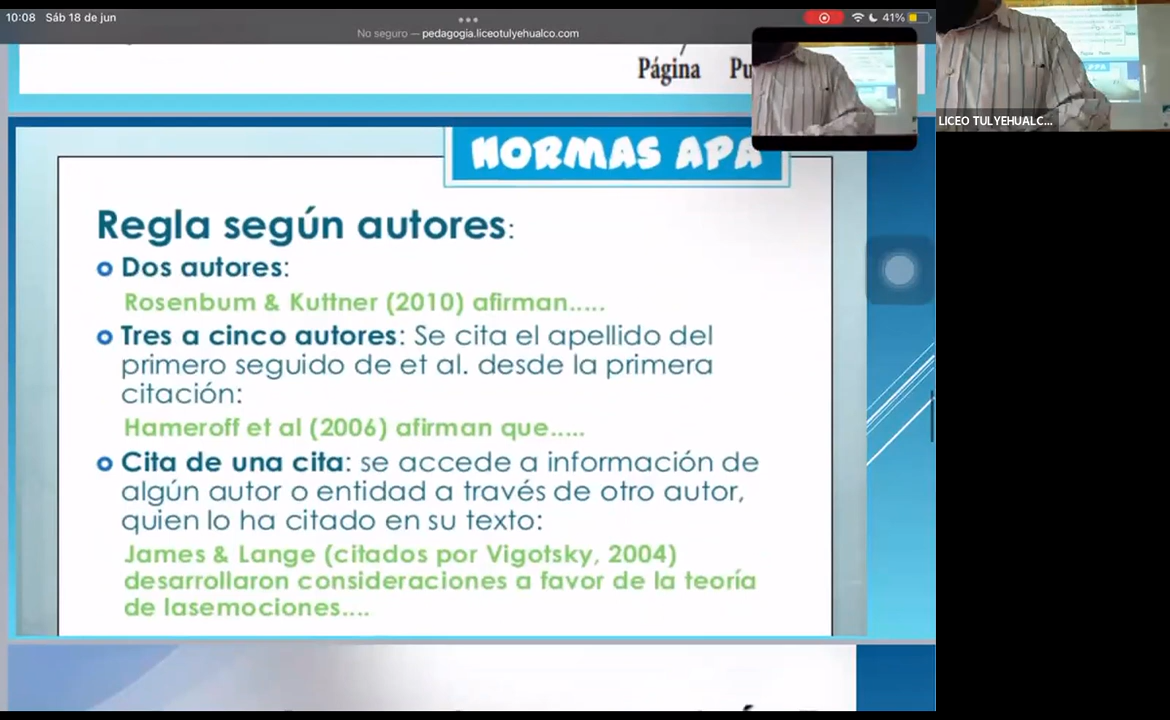 10:08 Sáb 18 de jun
41%
No seguro — pedagogia.liceotulyehualco.com
Página Pu
LICEO TULYEHUALC...
NORMAS APA
Regla según autores:
Dos autores:
Rosenbum & Kuttner (2010) afirman.....
Tres a cinco autores: Se cita el apellido del
primero seguido de et al. desde la primera
citación:
Hameroff et al (2006) afirman que.....
Cita de una cita: se accede a información de
algún autor o entidad a través de otro autor,
quien lo ha citado en su texto:
James & Lange (citados por Vigotsky, 2004)
desarrollaron consideraciones a favor de la teoría
de lasemociones....